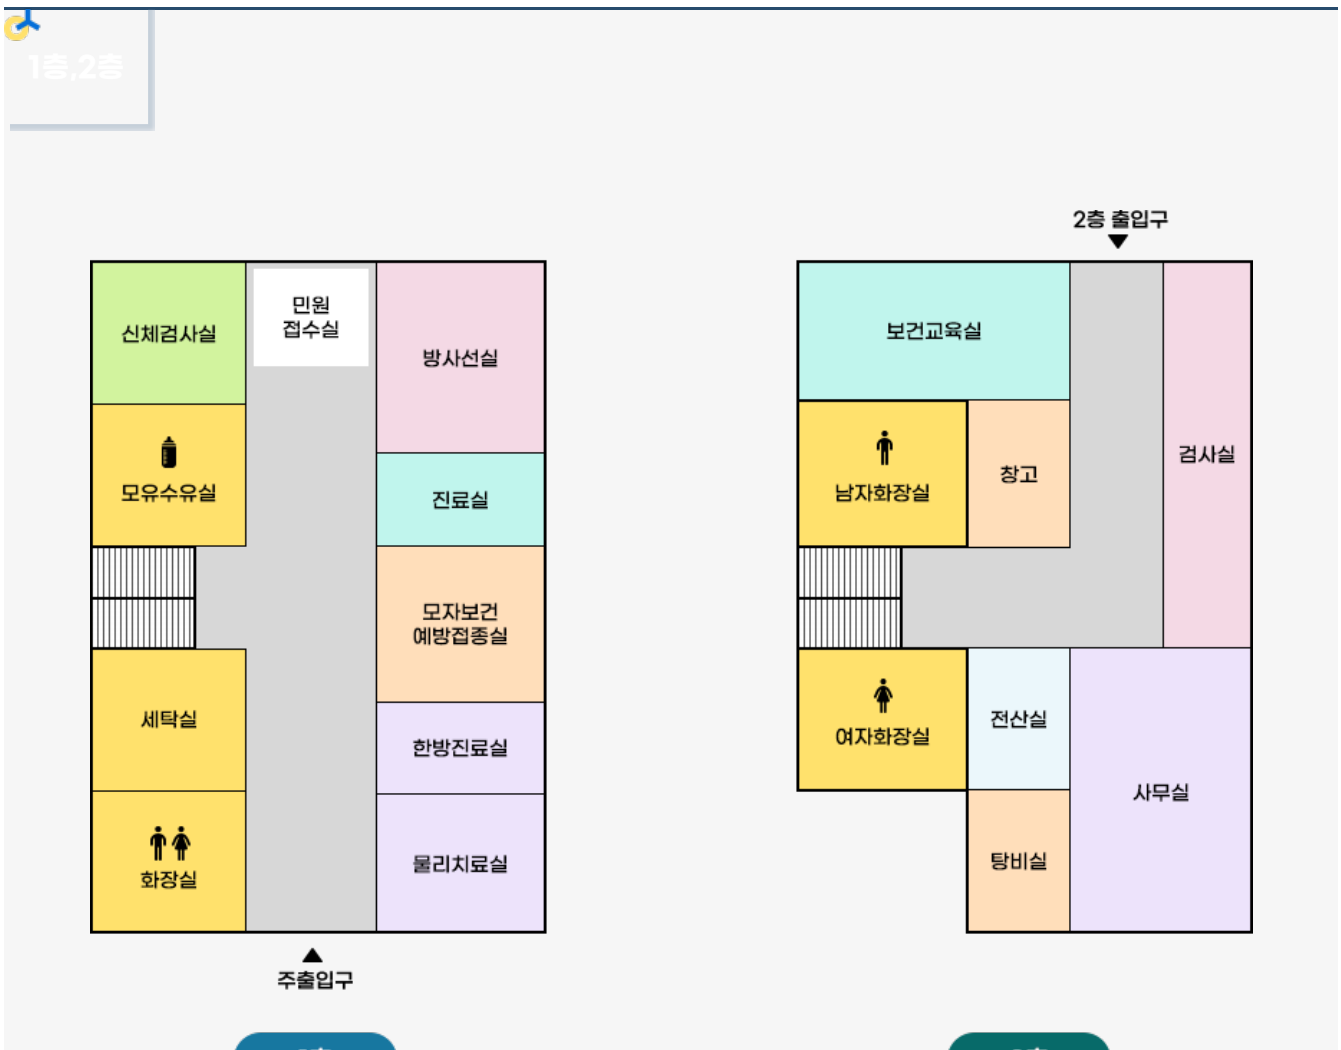 1층,2층
2층 출입구
신체검사실
민원
접수실
방사선실
모유수유실
진료실
모자보건
예방접종실
세탁실
한방진료실
화장실
물리치료실
주출입구
보건교육실
검사실
남자화장실
창고
여자화장실
전산실
사무실
탕비실